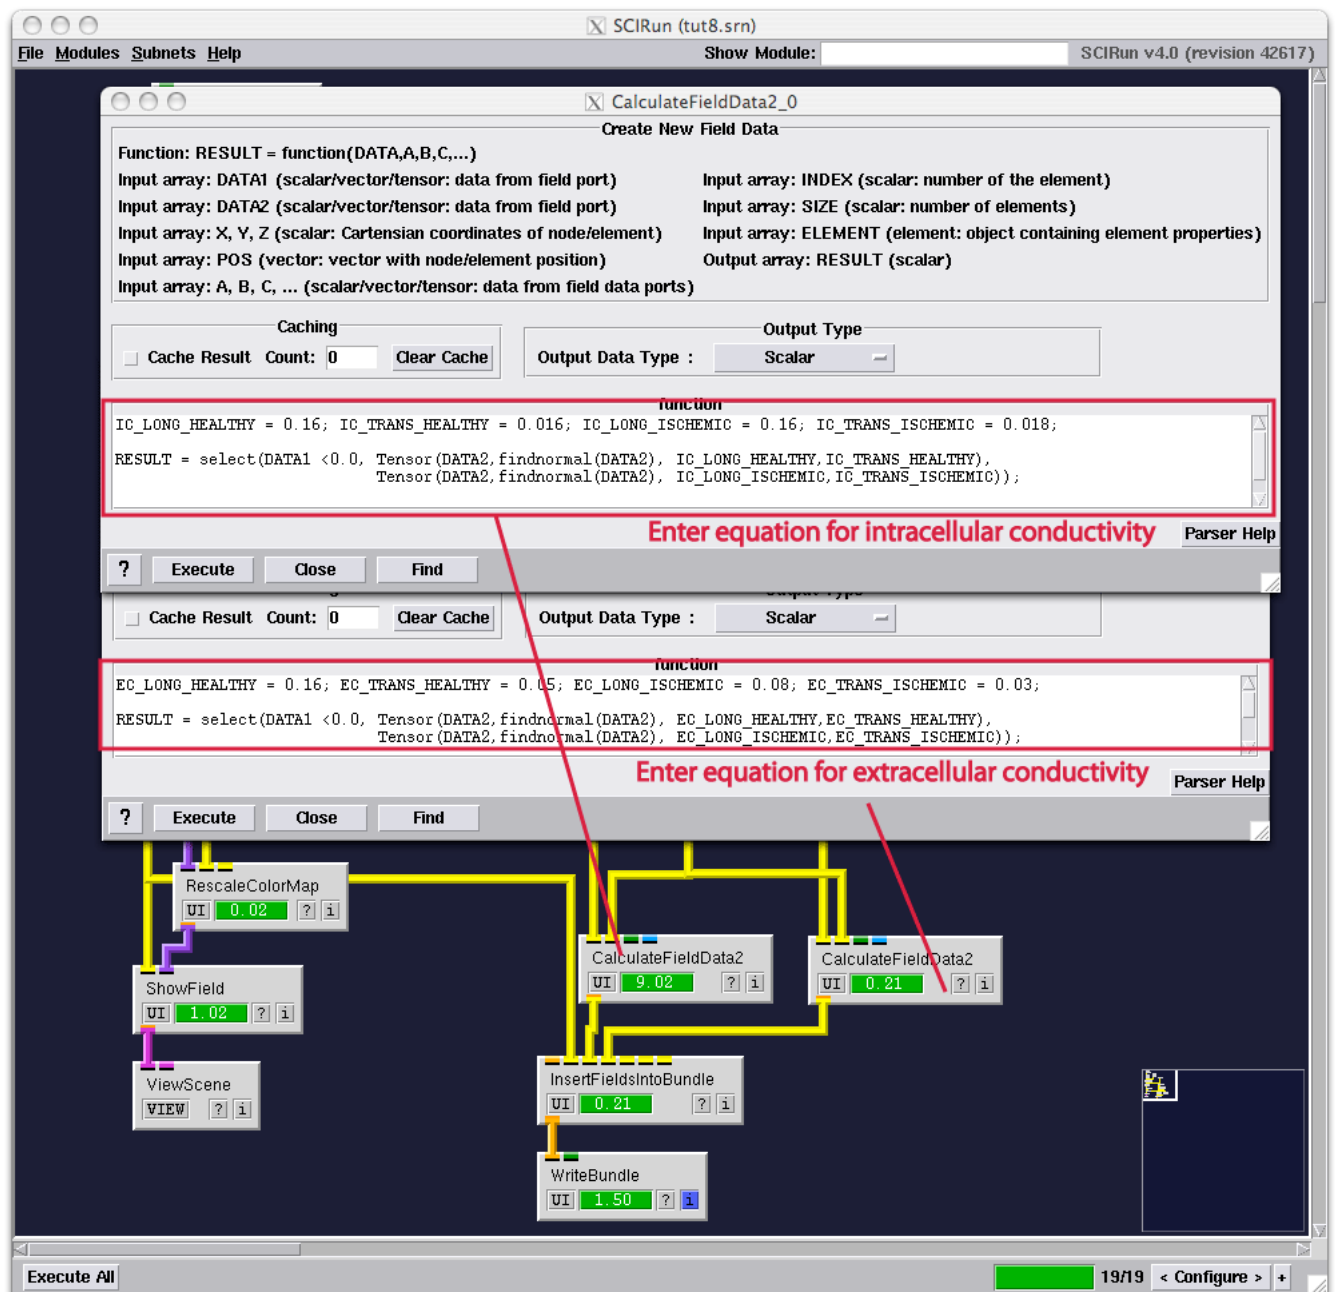 SCIRun (tut8.srn)
File Modules Subnets Help Show Module: SCIRun v4.0 (revision 42617)
CalculateFieldData2_0
Create New Field Data
Function: RESULT = function(DATA,A,B,C,...)
Input array: DATA1 (scalar/vector/tensor: data from field port) Input array: INDEX (scalar: number of the element)
Input array: DATA2 (scalar/vector/tensor: data from field port) Input array: SIZE (scalar: number of elements)
Input array: X, Y, Z (scalar: Cartensian coordinates of node/element) Input array: ELEMENT (element: object containing element properties)
Input array: POS (vector: vector with node/element position) Output array: RESULT (scalar)
Input array: A, B, C, ... (scalar/vector/tensor: data from field data ports)
Caching Output Type
Cache Result Count: 0 Clear Cache Output Data Type : Scalar
function
IC_LONG_HEALTHY = 0.16; IC_TRANS_HEALTHY = 0.016; IC_LONG_ISCHEMIC = 0.16; IC_TRANS_ISCHEMIC = 0.018;
RESULT = select(DATA1 <0.0, Tensor(DATA2,findnormal(DATA2), IC_LONG_HEALTHY,IC_TRANS_HEALTHY),
Tensor(DATA2,findnormal(DATA2), IC_LONG_ISCHEMIC,IC_TRANS_ISCHEMIC));
Enter equation for intracellular conductivity Parser Help
? Execute Close Find
Cache Result Count: 0 Clear Cache Output Data Type : Scalar
function
EC_LONG_HEALTHY = 0.16; EC_TRANS_HEALTHY = 0.05; EC_LONG_ISCHEMIC = 0.08; EC_TRANS_ISCHEMIC = 0.03;
RESULT = select(DATA1 <0.0, Tensor(DATA2,findnormal(DATA2), EC_LONG_HEALTHY,EC_TRANS_HEALTHY),
Tensor(DATA2,findnormal(DATA2), EC_LONG_ISCHEMIC,EC_TRANS_ISCHEMIC));
Enter equation for extracellular conductivity Parser Help
? Execute Close Find
RescaleColorMap
UI 0.02 ? i
CalculateFieldData2
UI 9.02 ? i
CalculateFieldData2
UI 0.21 ? i
ShowField
UI 1.02 ? i
ViewScene
VIEW ? i
InsertFieldsIntoBundle
UI 0.21 ? i
WriteBundle
UI 1.50 ? i
Execute All 19/19 < Configure > +